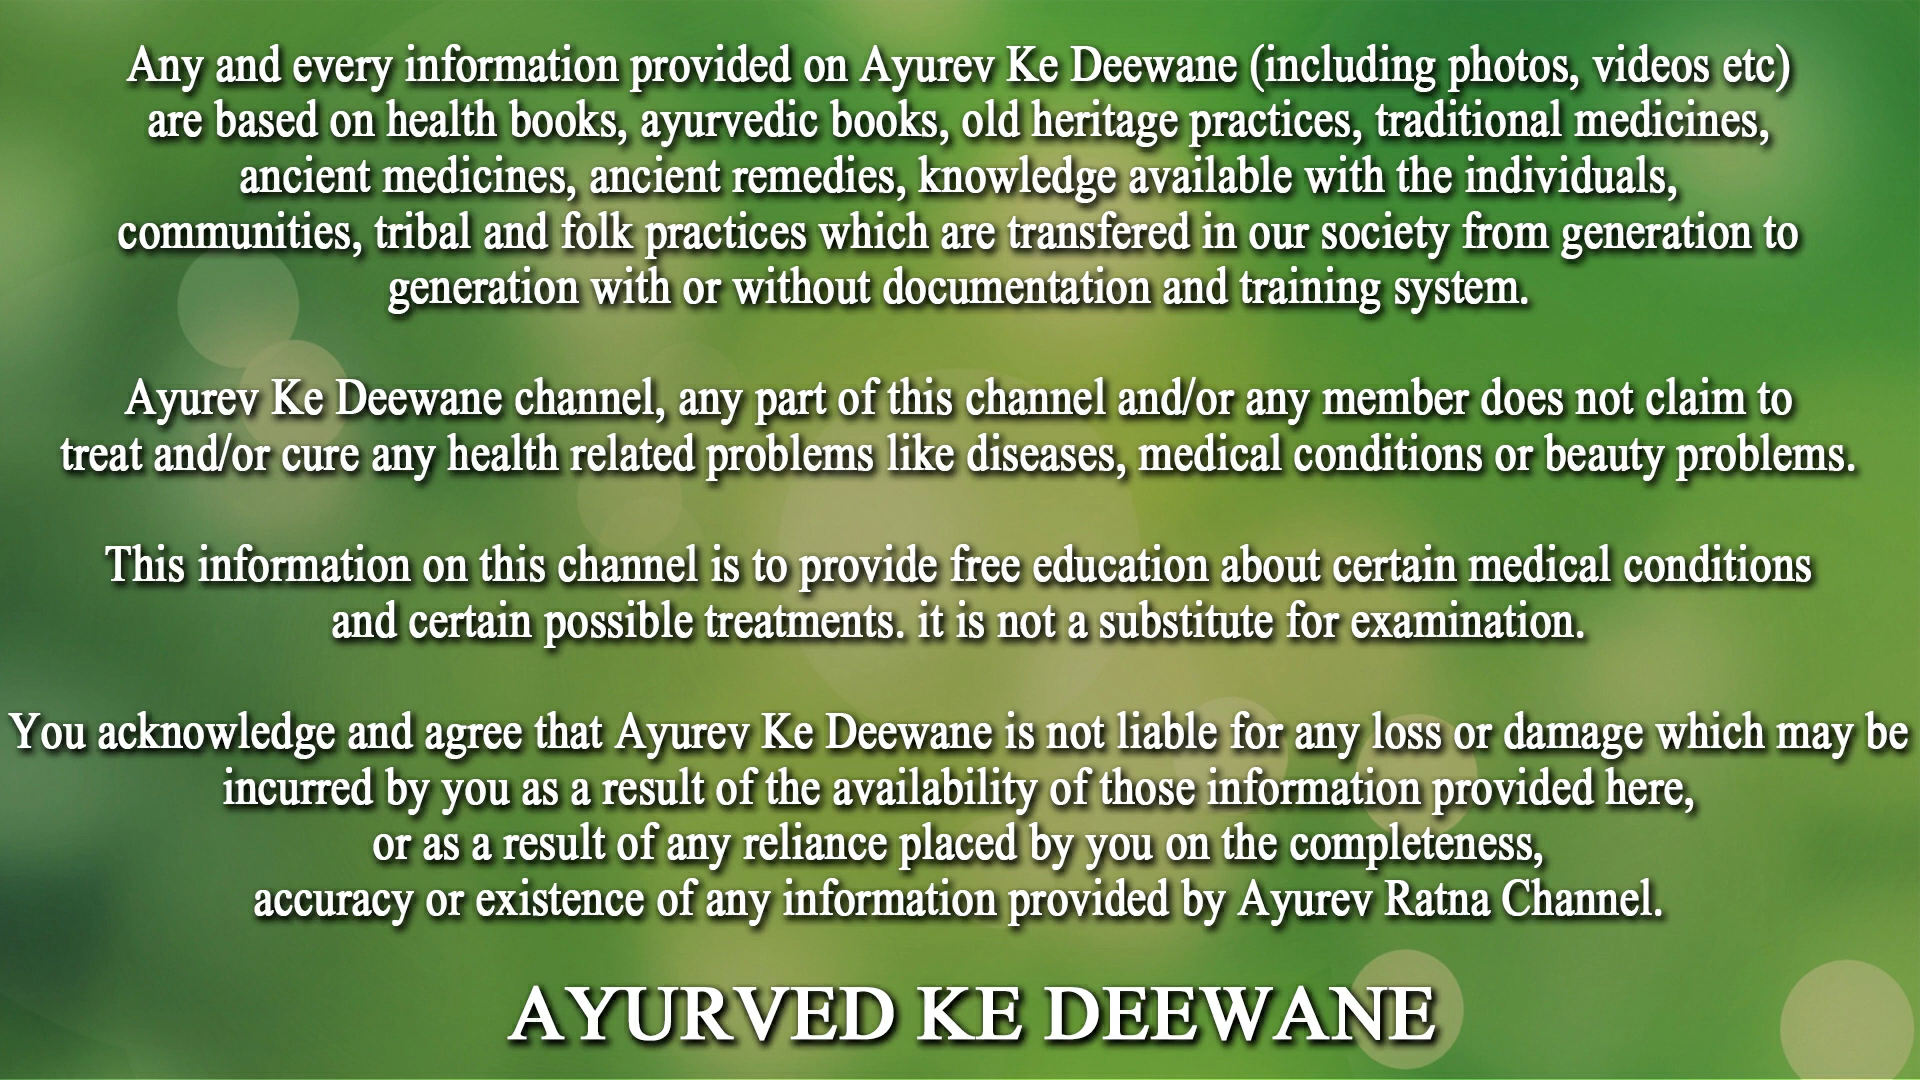 Any and every information provided on Ayurev Ke Deewane (including photos, videos etc)
are based on health books, ayurvedic books, old heritage practices, traditional medicines,
ancient medicines, ancient remedies, knowledge available with the individuals,
communities, tribal and folk practices which are transfered in our society from generation to
generation with or without documentation and training system.
Ayurev Ke Deewane channel, any part of this channel and/or any member does not claim to
treat and/or cure any health related problems like diseases, medical conditions or beauty problems.
This information on this channel is to provide free education about certain medical conditions
and certain possible treatments. it is not a substitute for examination.
You acknowledge and agree that Ayurev Ke Deewane is not liable for any loss or damage which may be
incurred by you as a result of the availability of those information provided here,
or as a result of any reliance placed by you on the completeness,
accuracy or existence of any information provided by Ayurev Ratna Channel.
AYURVED KE DEEWANE